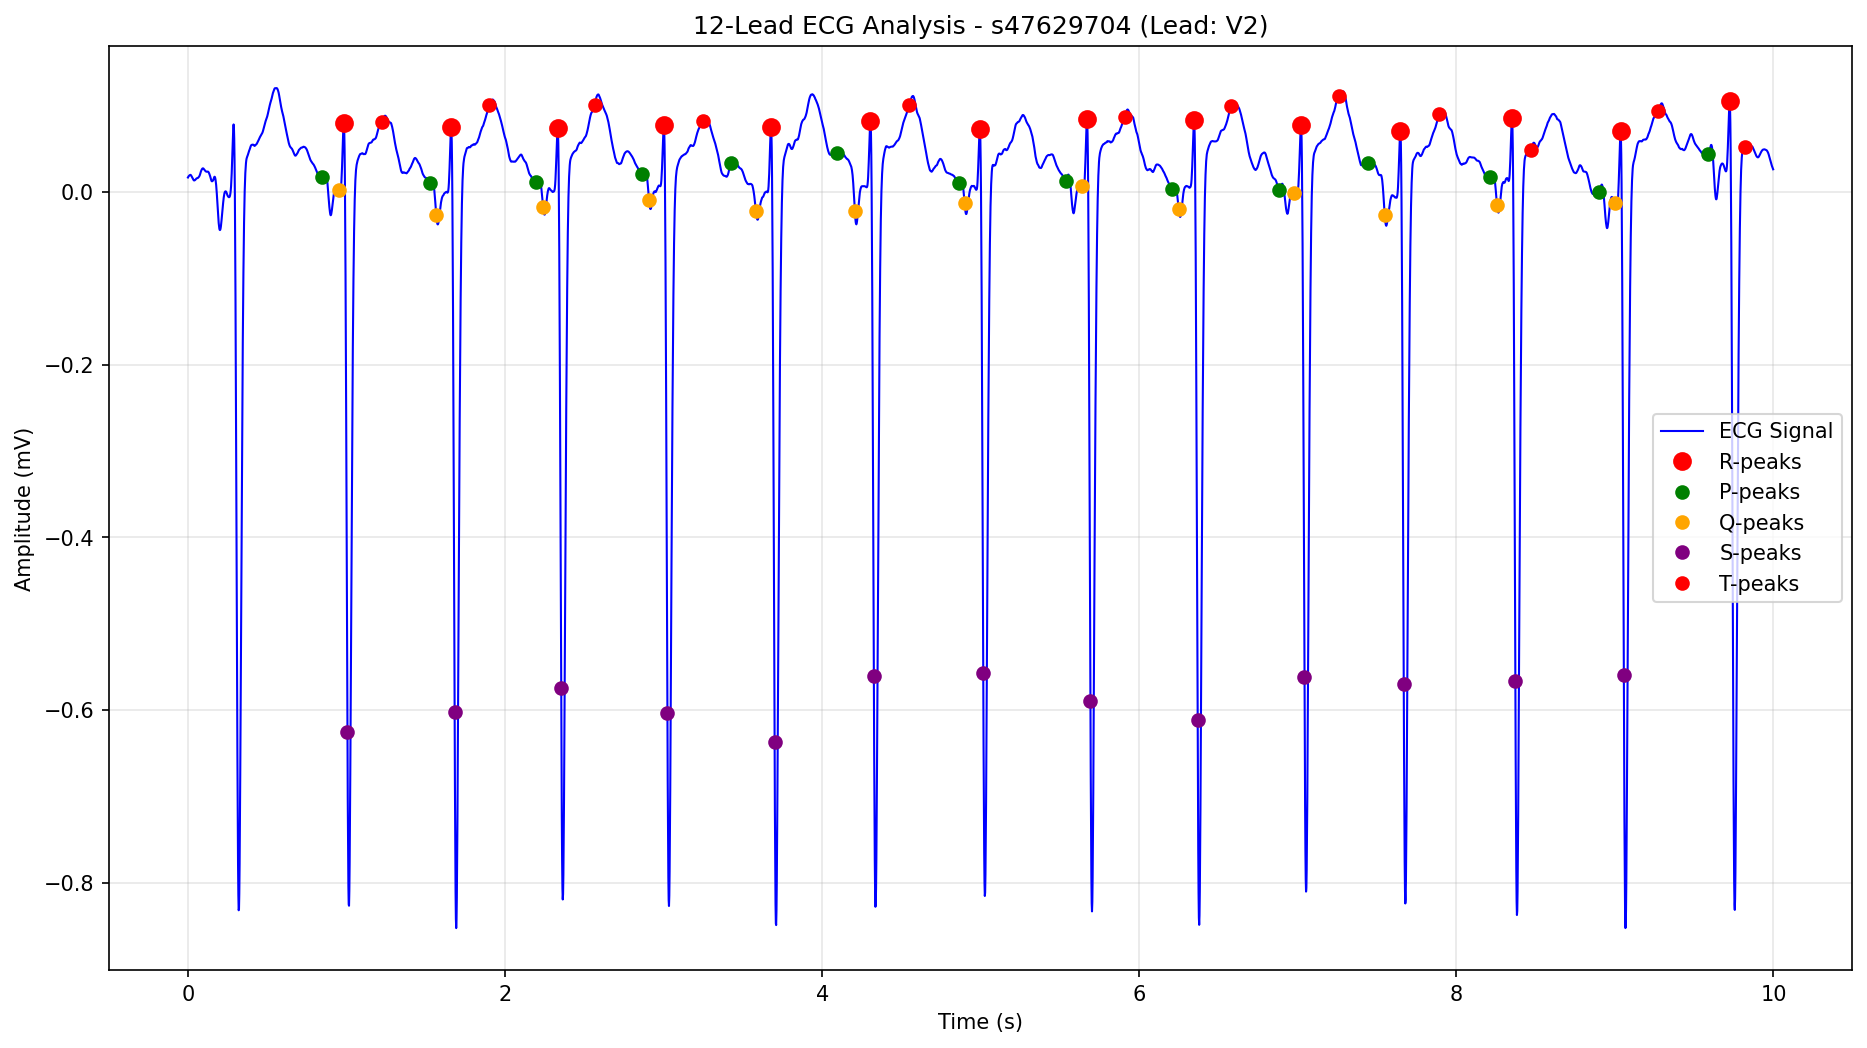 12-Lead ECG Analysis - s47629704 (Lead: V2)
Amplitude (mV)
0.0
−0.2
−0.4
−0.6
−0.8
ECG Signal
R-peaks
P-peaks
Q-peaks
S-peaks
T-peaks
0 2 4 6 8 10
Time (s)